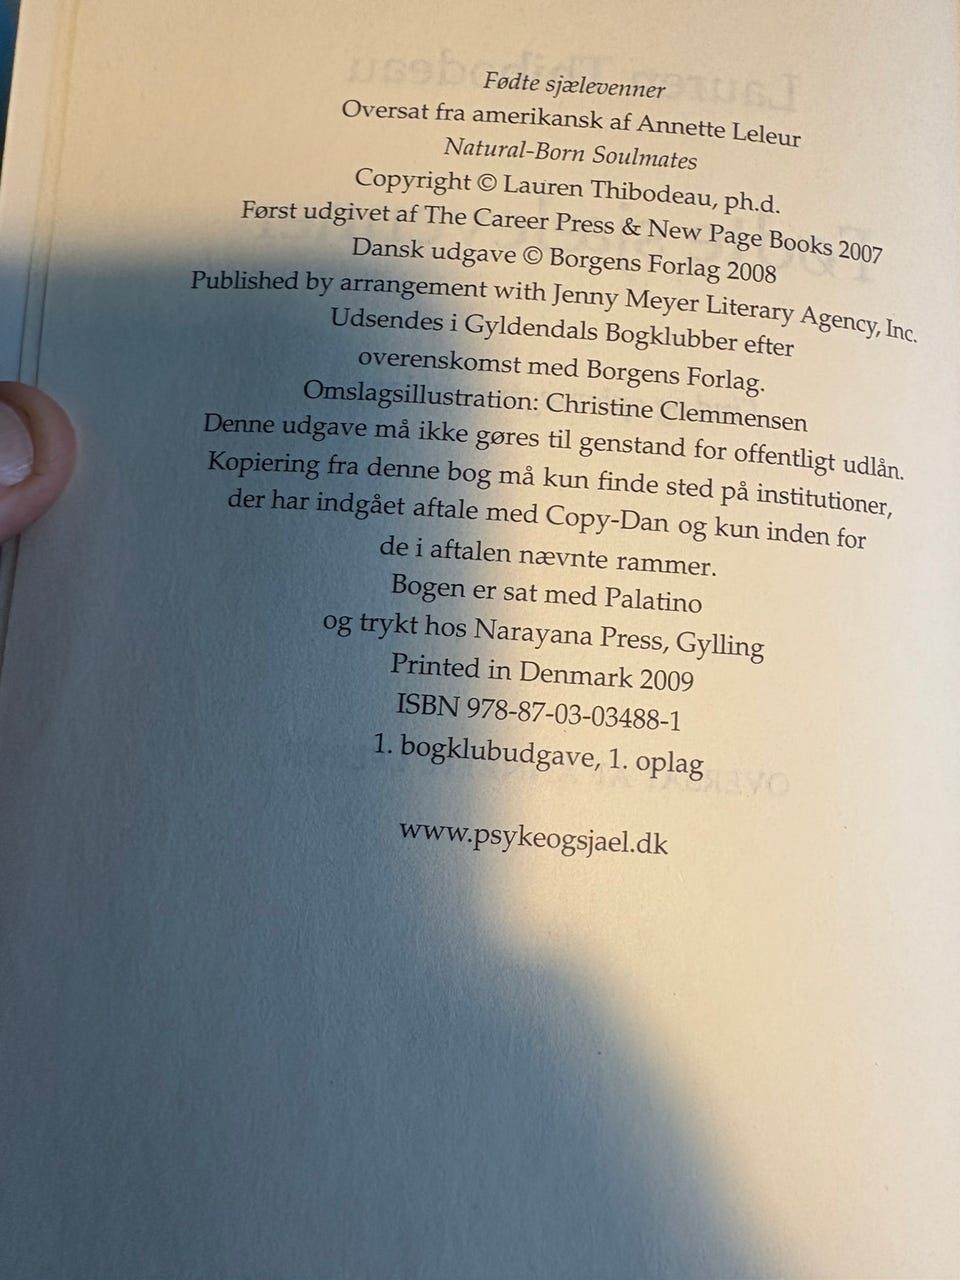 Fødte sjælevenner
Oversat fra amerikansk af Annette Leleur
Natural-Born Soulmates
Copyright © Lauren Thibodeau, ph.d.
Først udgivet af The Career Press & New Page Books 2007
Dansk udgave © Borgens Forlag 2008
Published by arrangement with Jenny Meyer Literary Agency, Inc.
Udsendes i Gyldendals Bogklubber efter
overenskomst med Borgens Forlag.
Omslagsillustration: Christine Clemmensen
Denne udgave må ikke gøres til genstand for offentligt udlån.
Kopiering fra denne bog må kun finde sted på institutioner,
der har indgået aftale med Copy-Dan og kun inden for
de i aftalen nævnte rammer.
Bogen er sat med Palatino
og trykt hos Narayana Press, Gylling
Printed in Denmark 2009
ISBN 978-87-03-03488-1
1. bogklubudgave, 1. oplag
www.psykeogsjael.dk